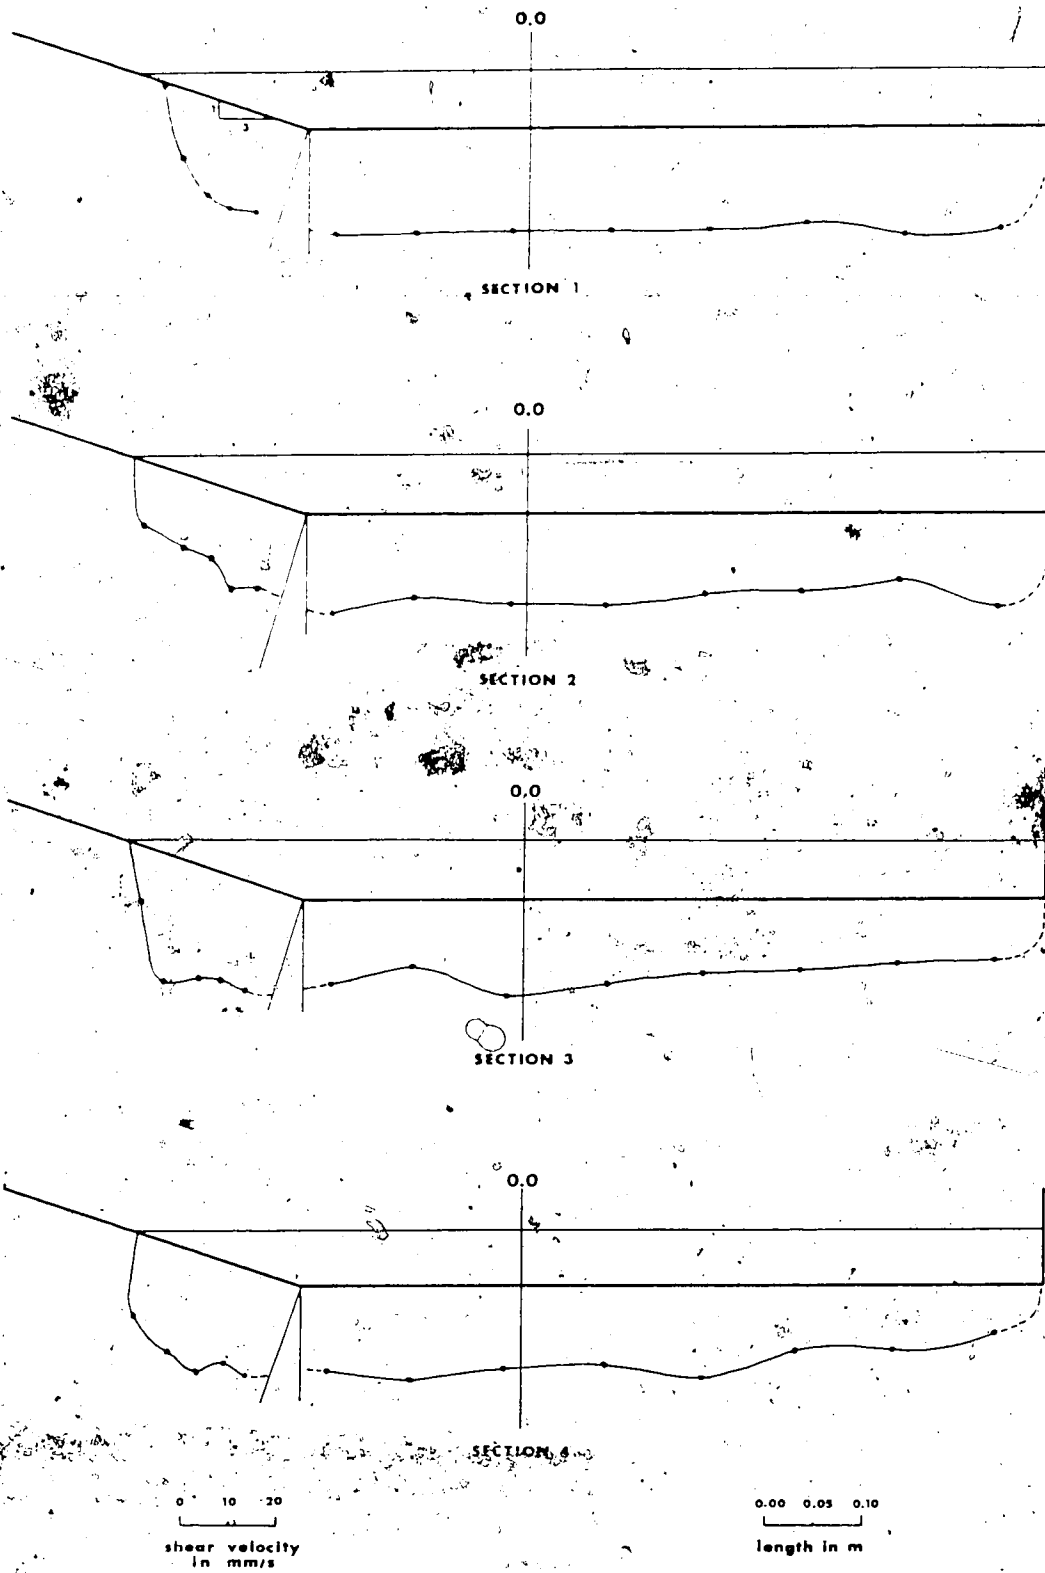 0.0
1
3
SECTION 1
0.0
SECTION 2
0.0
SECTION 3
0.0
SECTION 4
0 10 20
shear velocity
in mm/s
0.00 0.05 0.10
length in m